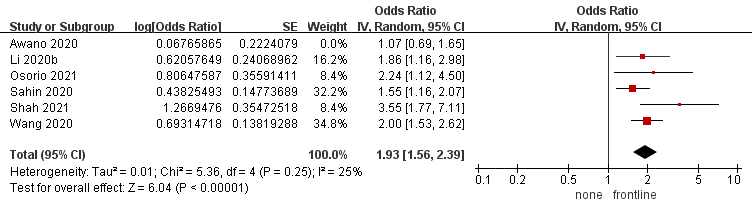 Odds Ratio Odds Ratio
Study or Subgroup log[Odds Ratio] SE Weight IV, Random, 95% CI IV, Random, 95% CI
Awano 2020 0.06765865 0.2224079 0.0% 1.07 [0.69, 1.65]
Li 2020b 0.62057649 0.24068962 16.2% 1.86 [1.16, 2.98]
Osorio 2021 0.80647587 0.35591411 8.4% 2.24 [1.12, 4.50]
Sahin 2020 0.43825493 0.14773689 32.2% 1.55 [1.16, 2.07]
Shah 2021 1.2669476 0.35472518 8.4% 3.55 [1.77, 7.11]
Wang 2020 0.69314718 0.13819288 34.8% 2.00 [1.53, 2.62]
Total (95% CI) 100.0% 1.93 [1.56, 2.39]
Heterogeneity: Tau² = 0.01; Chi² = 5.36, df = 4 (P = 0.25); I² = 25%
Test for overall effect: Z = 6.04 (P < 0.00001)
0.1 0.2 0.5 1 2 5 10
none frontline